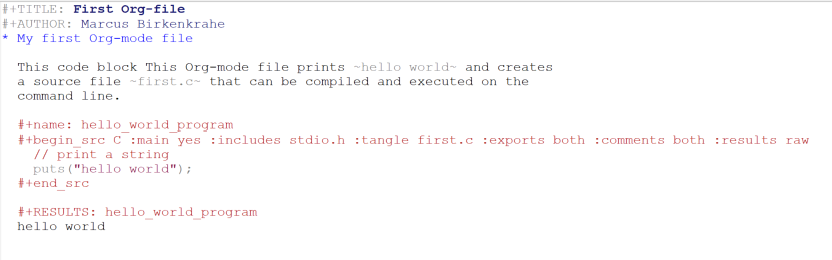 #+TITLE: First Org-file
#+AUTHOR: Marcus Birkenkrahe
* My first Org-mode file
This code block This Org-mode file prints ~hello world~ and creates
a source file ~first.c~ that can be compiled and executed on the
command line.
#+name: hello_world_program
#+begin_src C :main yes :includes stdio.h :tangle first.c :exports both :comments both :results raw
// print a string
puts("hello world");
#+end_src
#+RESULTS: hello_world_program
hello world